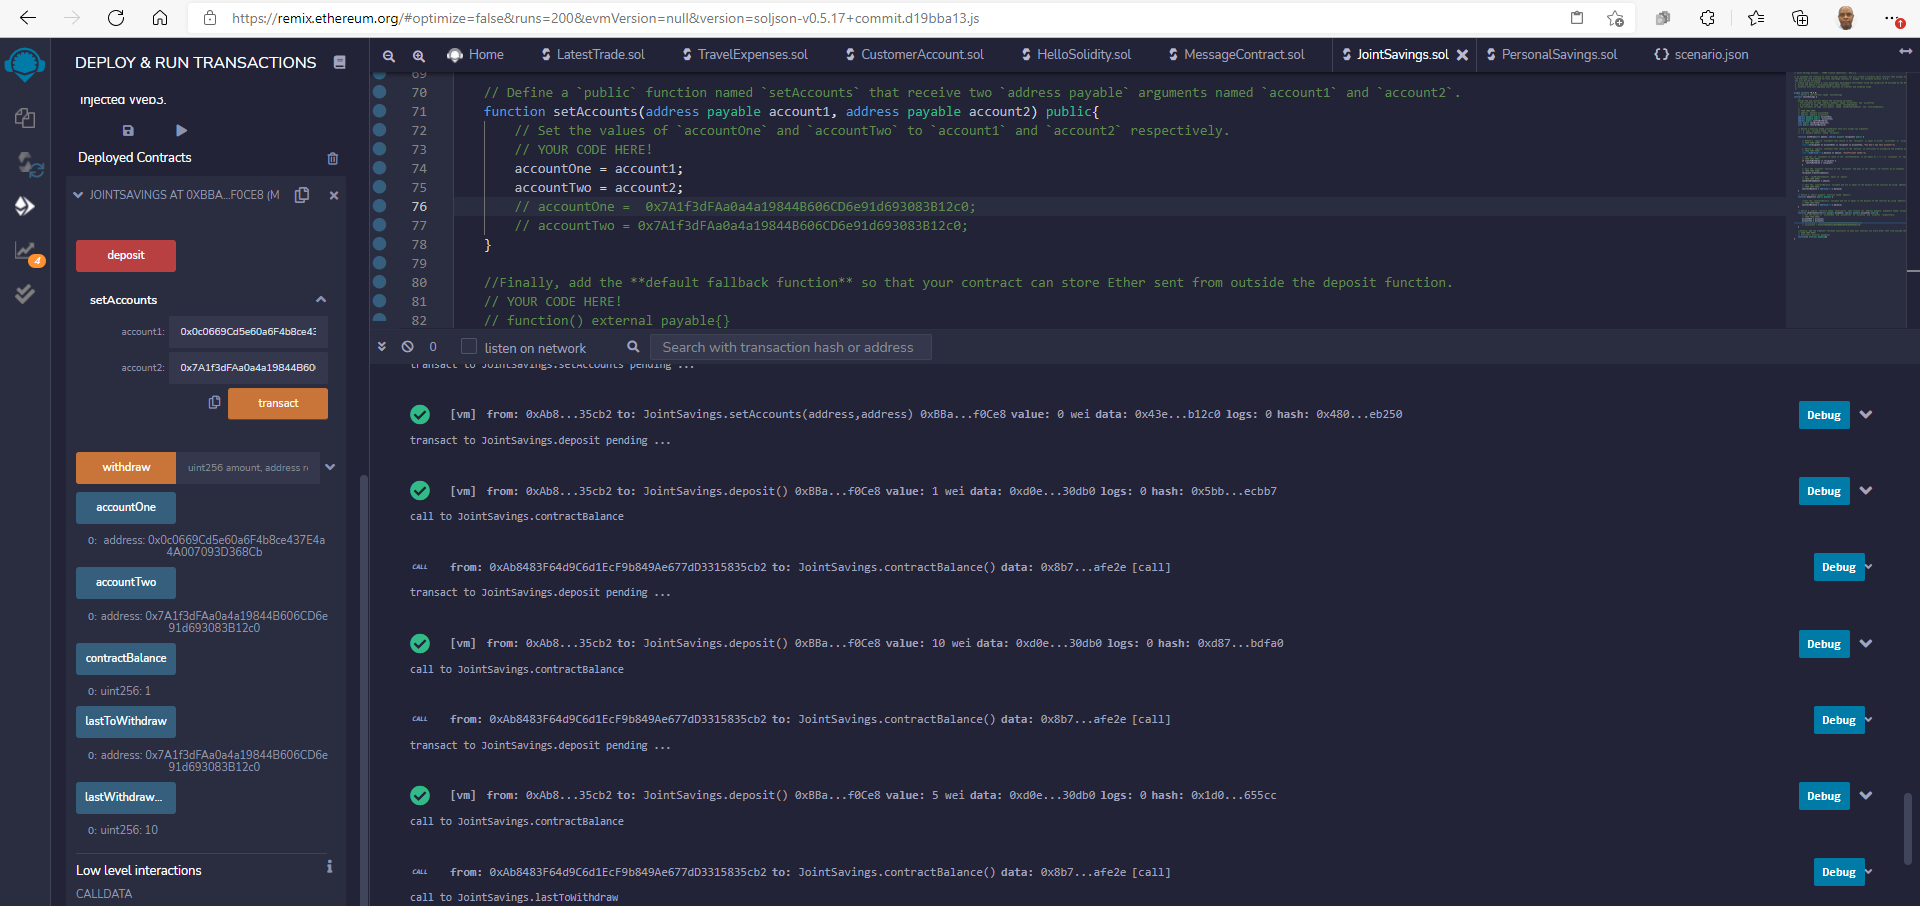 https://remix.ethereum.org/#optimize=false&runs=200&evmVersion=null&version=soljson-v0.5.17+commit.d19bba13.js
DEPLOY & RUN TRANSACTIONS
Injected Web3.
Deployed Contracts
JOINTSAVINGS AT 0XBBA...F0CE8 (M
deposit
setAccounts
account1: 0x0c0669Cd5e60a6F4b8ce43
account2: 0x7A1f3dFAa0a4a19844B60
transact
withdraw uint256 amount, address r
accountOne
0: address: 0x0c0669Cd5e60a6F4b8ce437E4a
4A007093D368Cb
accountTwo
0: address: 0x7A1f3dFAa0a4a19844B606CD6e
91d693083B12c0
contractBalance
0: uint256: 1
lastToWithdraw
0: address: 0x7A1f3dFAa0a4a19844B606CD6e
91d693083B12c0
lastWithdraw...
0: uint256: 10
Low level interactions
CALLDATA
4
Home LatestTrade.sol TravelExpenses.sol CustomerAccount.sol HelloSolidity.sol MessageContract.sol JointSavings.sol PersonalSavings.sol scenario.json
69
70 // Define a `public` function named `setAccounts` that receive two `address payable` arguments named `account1` and `account2`.
71 function setAccounts(address payable account1, address payable account2) public{
72 // Set the values of `accountOne` and `accountTwo` to `account1` and `account2` respectively.
73 // YOUR CODE HERE!
74 accountOne = account1;
75 accountTwo = account2;
76 // accountOne =  0x7A1f3dFAa0a4a19844B606CD6e91d693083B12c0;
77 // accountTwo = 0x7A1f3dFAa0a4a19844B606CD6e91d693083B12c0;
78 }
79
80 //Finally, add the **default fallback function** so that your contract can store Ether sent from outside the deposit function.
81 // YOUR CODE HERE!
82 // function() external payable{}
0 listen on network Search with transaction hash or address
transact to JointSavings.setAccounts pending ...
[vm] from: 0xAb8...35cb2 to: JointSavings.setAccounts(address,address) 0xBBa...f0Ce8 value: 0 wei data: 0x43e...b12c0 logs: 0 hash: 0x480...eb250 Debug
transact to JointSavings.deposit pending ...
[vm] from: 0xAb8...35cb2 to: JointSavings.deposit() 0xBBa...f0Ce8 value: 1 wei data: 0xd0e...30db0 logs: 0 hash: 0x5bb...ecbb7 Debug
call to JointSavings.contractBalance
CALL from: 0xAb8483F64d9C6d1EcF9b849Ae677dD3315835cb2 to: JointSavings.contractBalance() data: 0x8b7...afe2e [call] Debug
transact to JointSavings.deposit pending ...
[vm] from: 0xAb8...35cb2 to: JointSavings.deposit() 0xBBa...f0Ce8 value: 10 wei data: 0xd0e...30db0 logs: 0 hash: 0xd87...bdfa0 Debug
call to JointSavings.contractBalance
CALL from: 0xAb8483F64d9C6d1EcF9b849Ae677dD3315835cb2 to: JointSavings.contractBalance() data: 0x8b7...afe2e [call] Debug
transact to JointSavings.deposit pending ...
[vm] from: 0xAb8...35cb2 to: JointSavings.deposit() 0xBBa...f0Ce8 value: 5 wei data: 0xd0e...30db0 logs: 0 hash: 0x1d0...655cc Debug
call to JointSavings.contractBalance
CALL from: 0xAb8483F64d9C6d1EcF9b849Ae677dD3315835cb2 to: JointSavings.contractBalance() data: 0x8b7...afe2e [call] Debug
call to JointSavings.lastToWithdraw